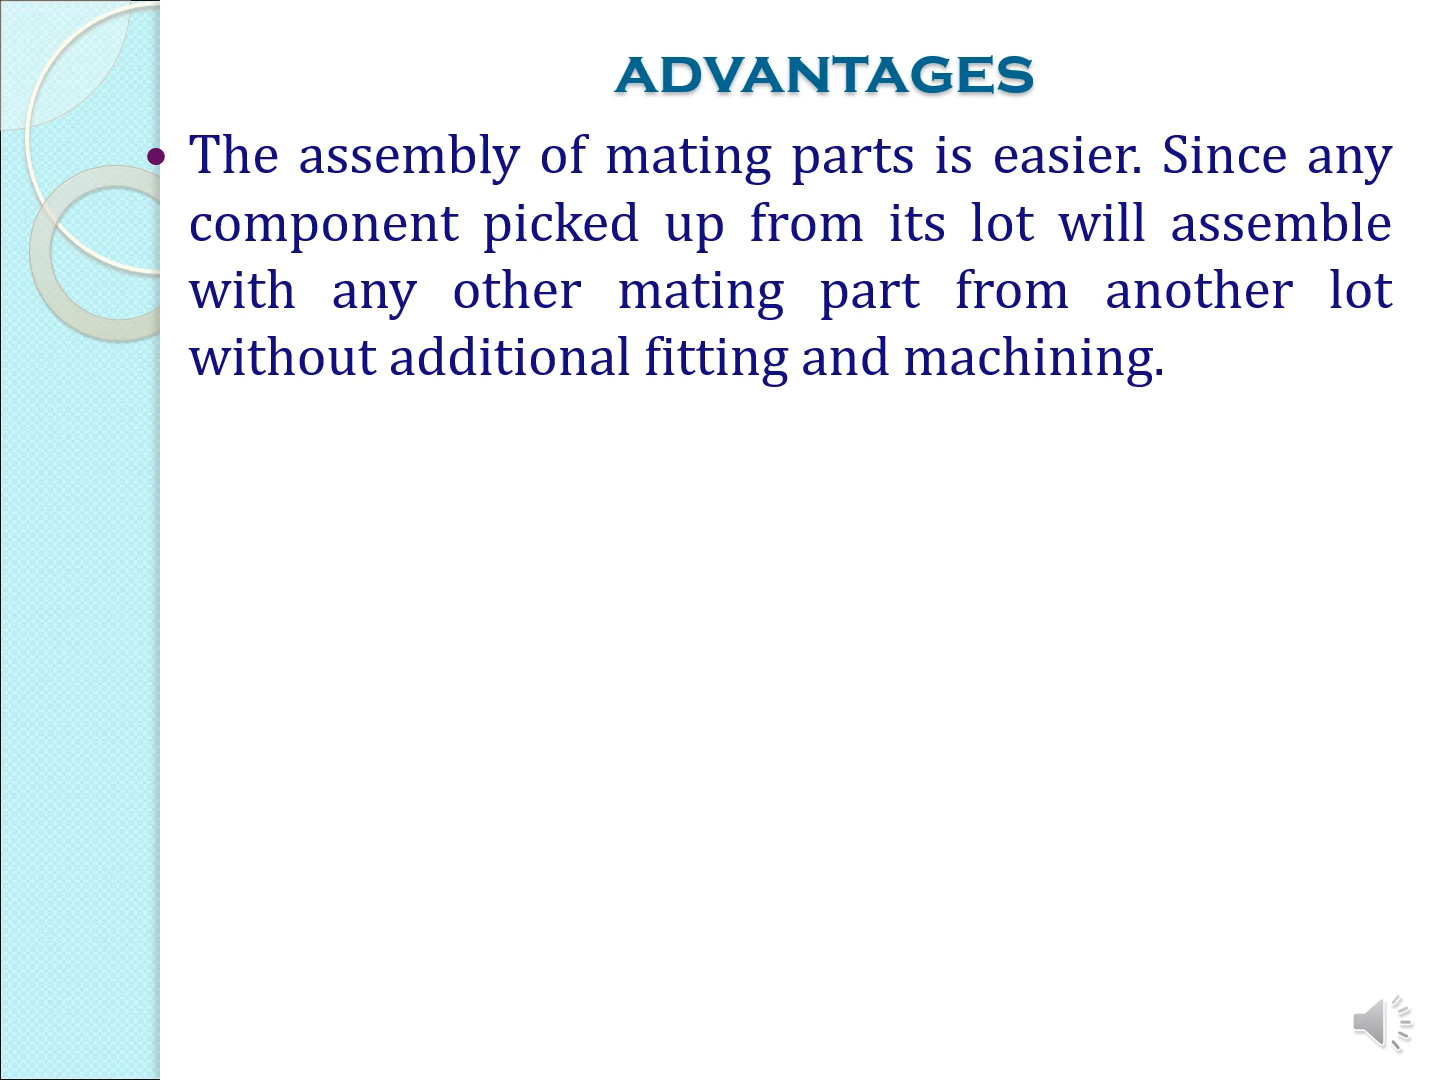 ADVANTAGES
• The assembly of mating parts is easier. Since any
component picked up from its lot will assemble
with any other mating part from another lot
without additional fitting and machining.